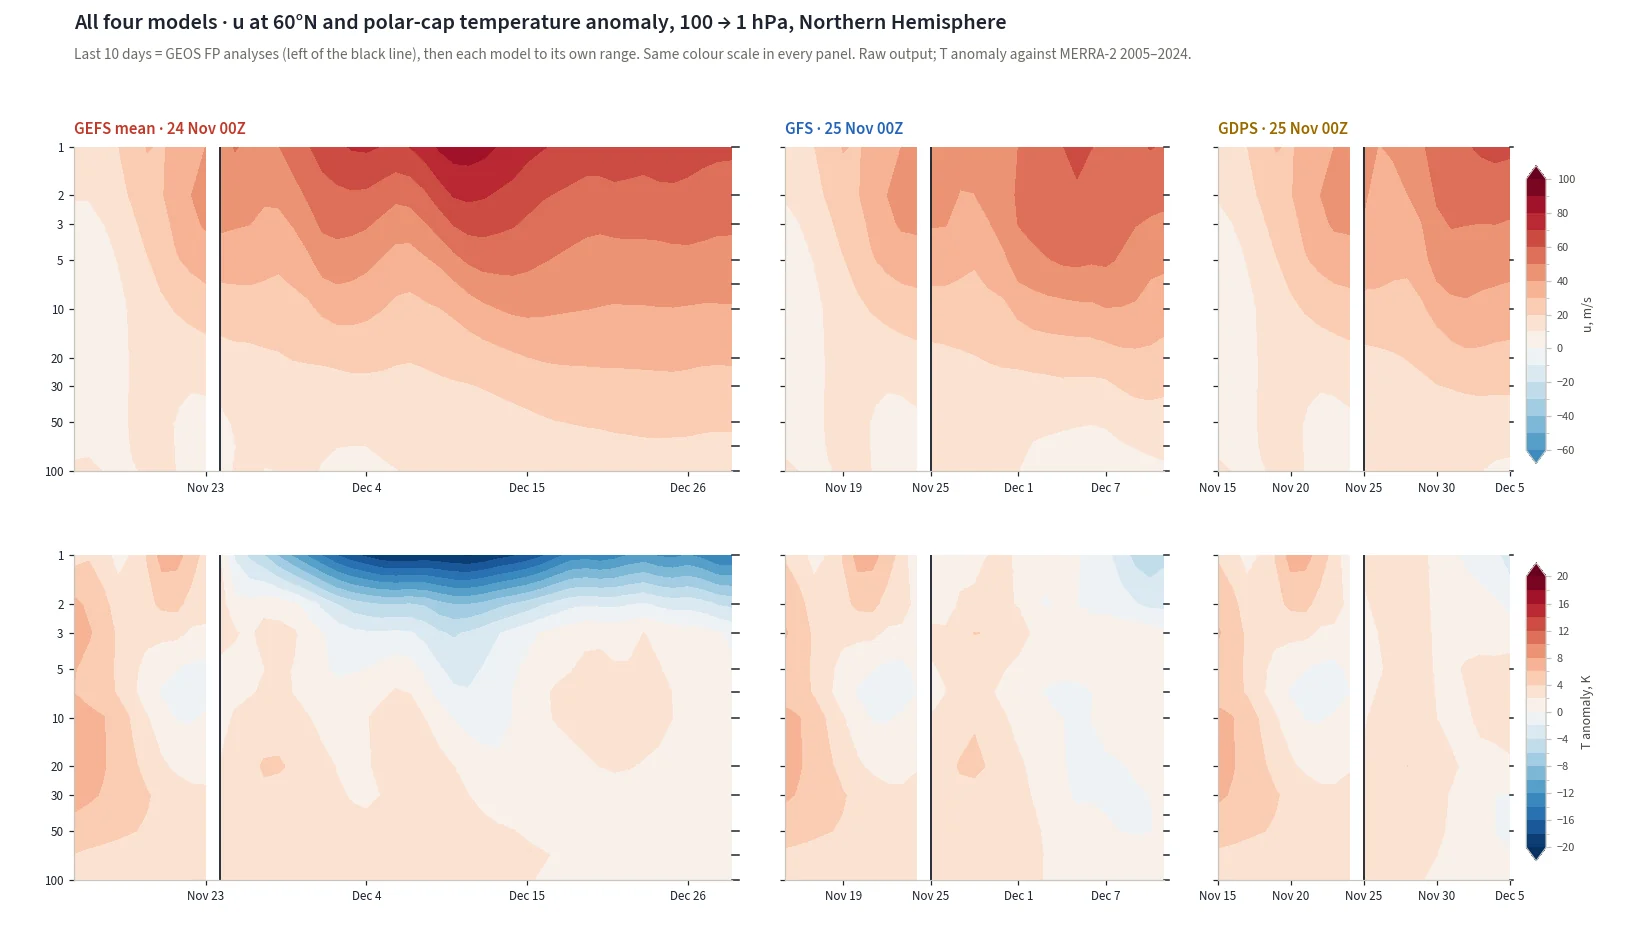 All four models · u at 60°N and polar-cap temperature anomaly, 100 → 1 hPa, Northern Hemisphere
Last 10 days = GEOS FP analyses (left of the black line), then each model to its own range. Same colour scale in every panel. Raw output; T anomaly against MERRA-2 2005–2024.
GEFS mean · 24 Nov 00Z
GFS · 25 Nov 00Z
GDPS · 25 Nov 00Z
1
2
3
5
10
20
30
50
100
Nov 23
Dec 4
Dec 15
Dec 26
Nov 19
Nov 25
Dec 1
Dec 7
Nov 15
Nov 20
Nov 25
Nov 30
Dec 5
100
80
60
40
20
0
−20
−40
−60
u, m/s
1
2
3
5
10
20
30
50
100
Nov 23
Dec 4
Dec 15
Dec 26
Nov 19
Nov 25
Dec 1
Dec 7
Nov 15
Nov 20
Nov 25
Nov 30
Dec 5
20
16
12
8
4
0
−4
−8
−12
−16
−20
T anomaly, K